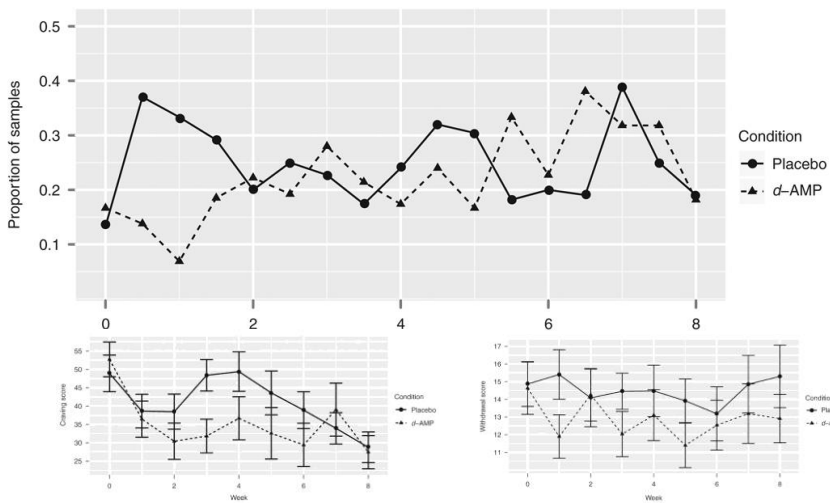 Proportion of samples
0.5
0.4
0.3
0.2
0.1
0 2 4 6 8
Condition
Placebo
d–AMP
Craving score
55
50
45
40
35
30
25
0 2 4 6 8
Week
Condition
Placebo
d-AMP
Withdrawal score
17
16
15
14
13
12
11
0 2 4 6 8
Week
Condition
Pla
d-A